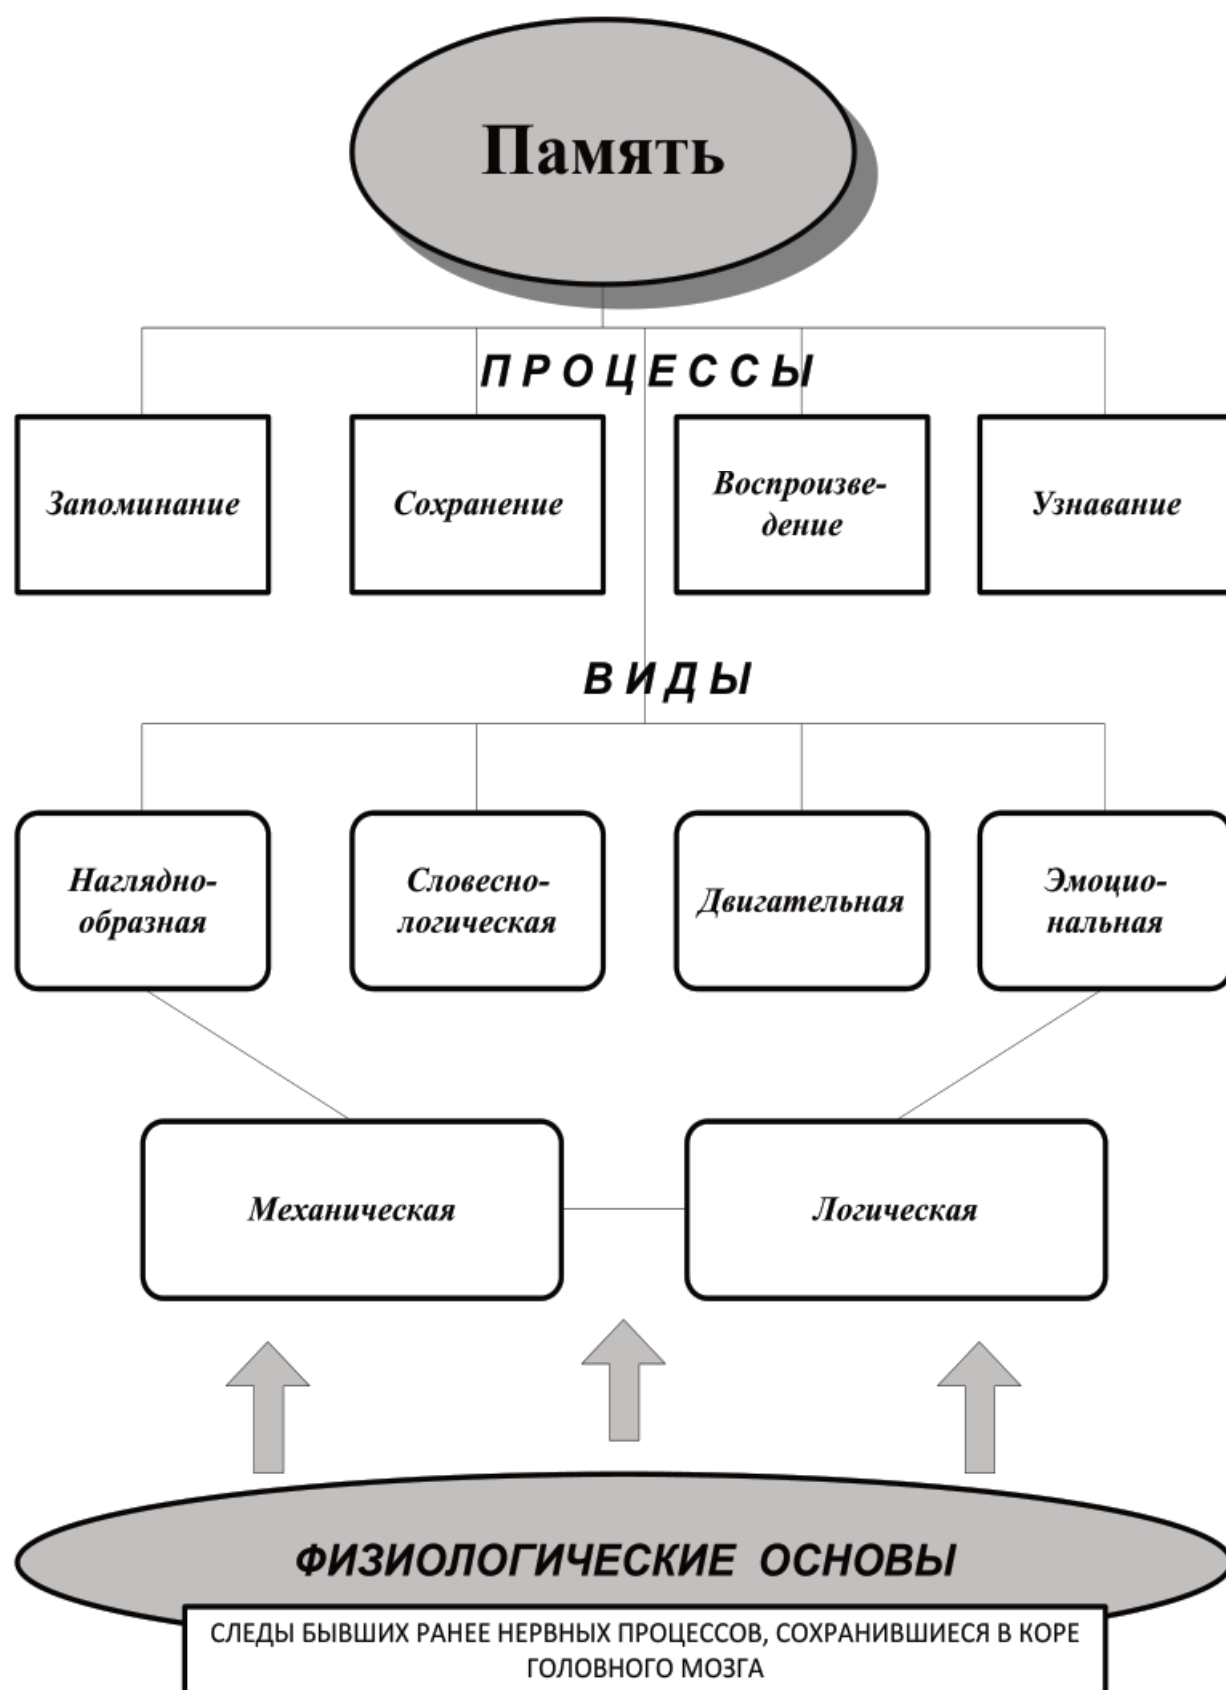 Память
ПРОЦЕССЫ
Запоминание
Сохранение
Воспроизве-
дение
Узнавание
ВИДЫ
Наглядно-
образная
Словесно-
логическая
Двигательная
Эмоцио-
нальная
Механическая
Логическая
ФИЗИОЛОГИЧЕСКИЕ ОСНОВЫ
СЛЕДЫ БЫВШИХ РАНЕЕ НЕРВНЫХ ПРОЦЕССОВ, СОХРАНИВШИЕСЯ В КОРЕ
ГОЛОВНОГО МОЗГА